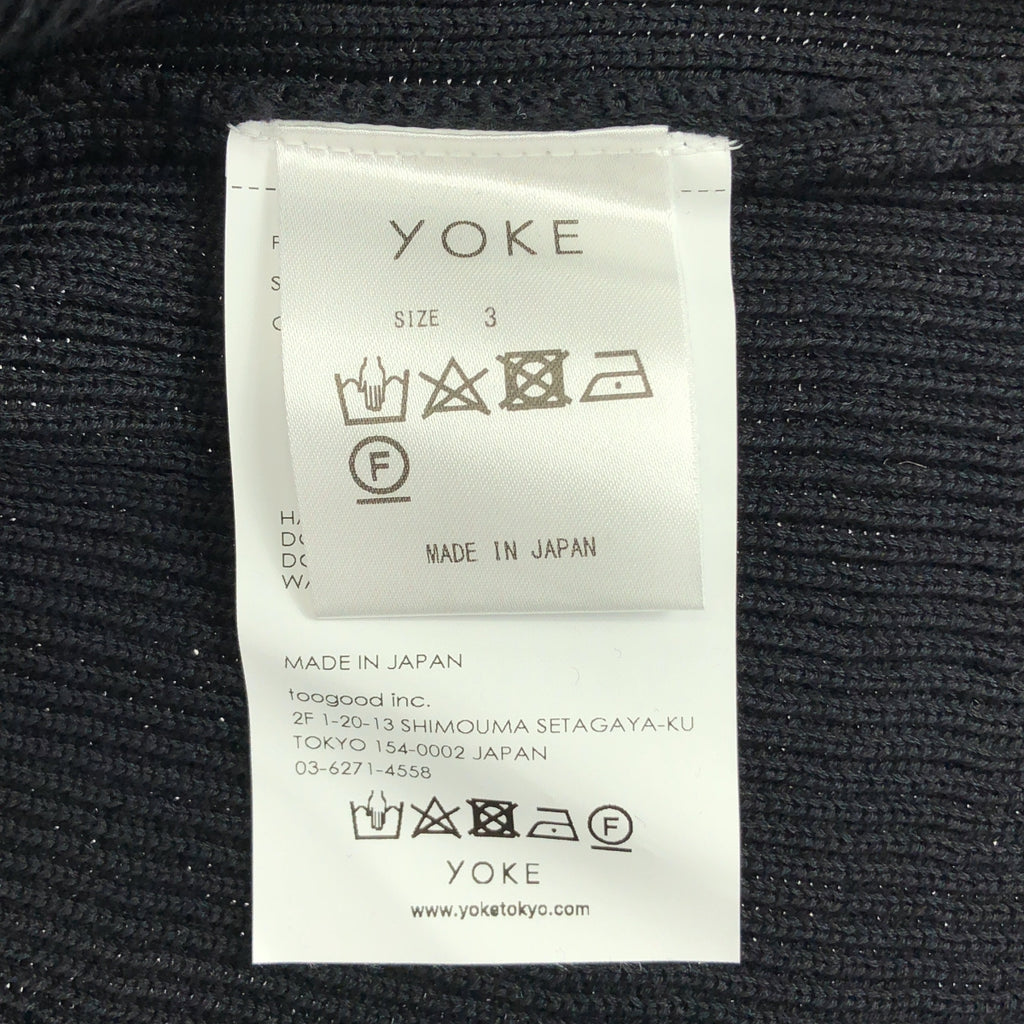 YOKE
SIZE 3
F
MADE IN JAPAN
MADE IN JAPAN
toogood inc.
2F 1-20-13 SHIMOUMA SETAGAYA-KU
TOKYO 154-0002 JAPAN
03-6271-4558
F
YOKE
www.yoketokyo.com